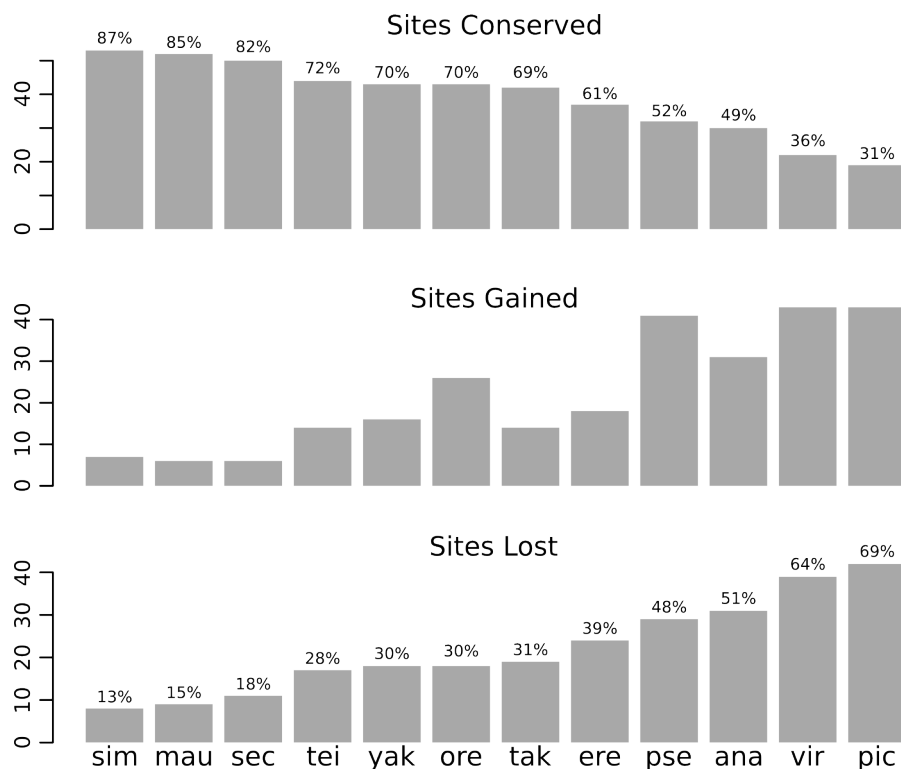 Sites Conserved
87% 85% 82% 72% 70% 70% 69% 61% 52% 49% 36% 31%
40
20
0
Sites Gained
40
30
20
10
0
Sites Lost
13% 15% 18% 28% 30% 30% 31% 39% 48% 51% 64% 69%
40
30
20
10
0
sim mau sec tei yak ore tak ere pse ana vir pic